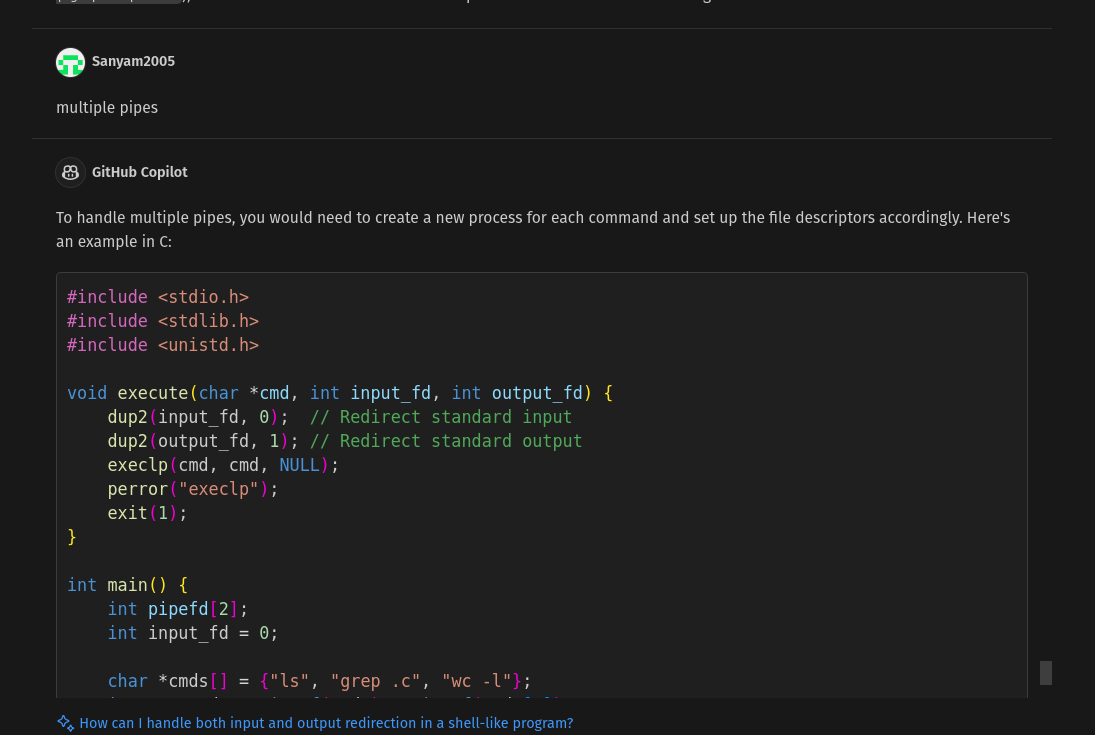 Sanyam2005
multiple pipes
GitHub Copilot
To handle multiple pipes, you would need to create a new process for each command and set up the file descriptors accordingly. Here's
an example in C:
#include <stdio.h>
#include <stdlib.h>
#include <unistd.h>
void execute(char *cmd, int input_fd, int output_fd) {
    dup2(input_fd, 0);  // Redirect standard input
    dup2(output_fd, 1); // Redirect standard output
    execlp(cmd, cmd, NULL);
    perror("execlp");
    exit(1);
}
int main() {
    int pipefd[2];
    int input_fd = 0;
    char *cmds[] = {"ls", "grep .c", "wc -l"};
How can I handle both input and output redirection in a shell-like program?